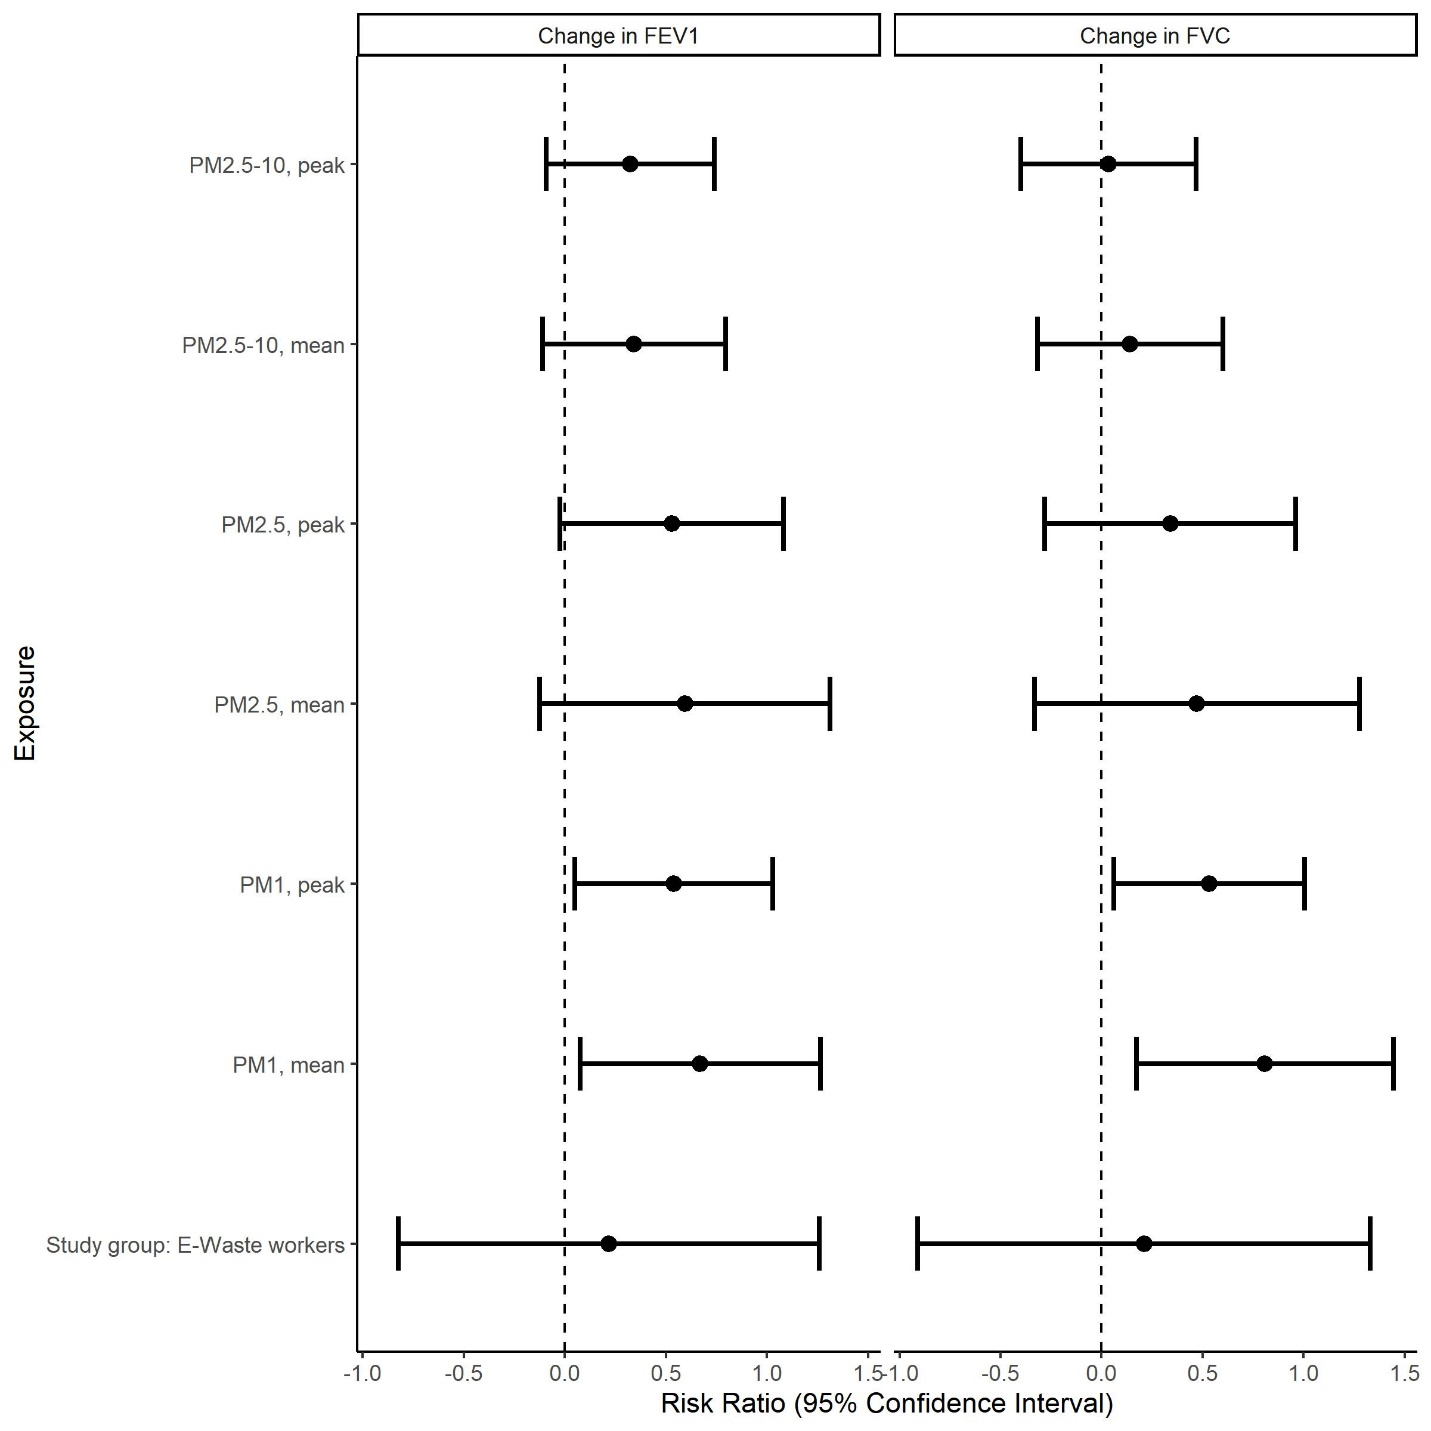 Change in FEV1
Change in FVC
PM2.5-10, peak
PM2.5-10, mean
PM2.5, peak
PM2.5, mean
PM1, peak
PM1, mean
Study group: E-Waste workers
Exposure
-1.0 -0.5 0.0 0.5 1.0 1.5
-1.0 -0.5 0.0 0.5 1.0 1.5
Risk Ratio (95% Confidence Interval)